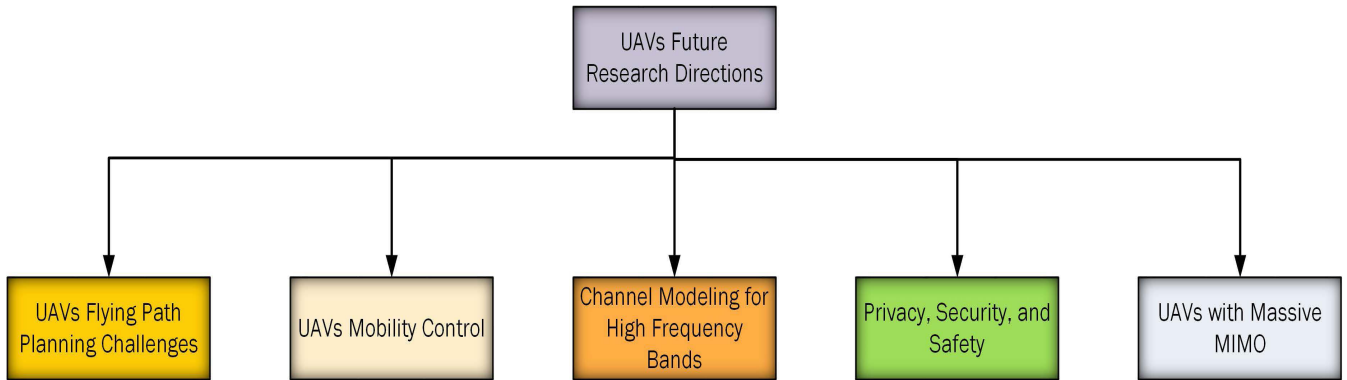 UAVs Future
Research Directions
UAVs Flying Path
Planning Challenges
UAVs Mobility Control
Channel Modeling for
High Frequency
Bands
Privacy, Security, and
Safety
UAVs with Massive
MIMO